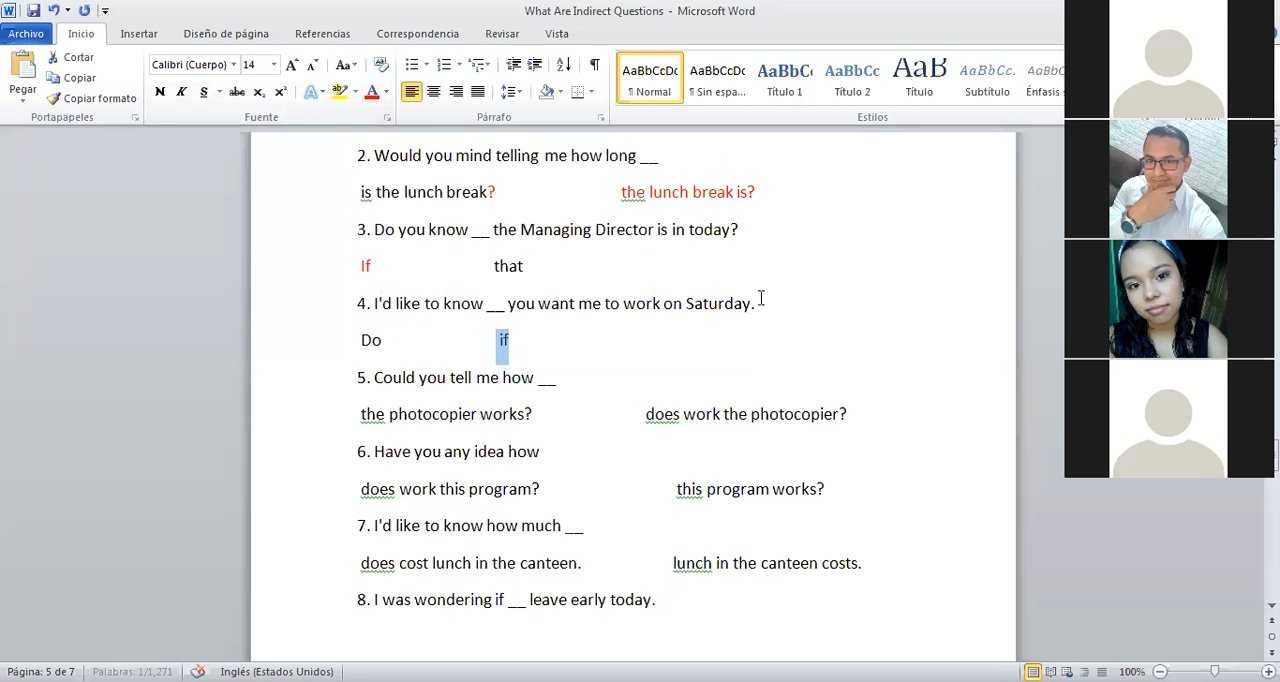 What Are Indirect Questions - Microsoft Word
Archivo Inicio Insertar Diseño de página Referencias Correspondencia Revisar Vista
Pegar
Cortar
Copiar
Copiar formato
Portapapeles
Calibri (Cuerpo) 14
Fuente
Párrafo
AaBbCcDc AaBbCcDc AaBbC AaBbCc AaB AaBbCc AaBbC
¶ Normal ¶ Sin espa... Título 1 Título 2 Título Subtítulo Énfasis
Estilos
2. Would you mind telling me how long __
is the lunch break? the lunch break is?
3. Do you know __ the Managing Director is in today?
If that
4. I'd like to know __ you want me to work on Saturday.
Do if
5. Could you tell me how __
the photocopier works? does work the photocopier?
6. Have you any idea how
does work this program? this program works?
7. I'd like to know how much __
does cost lunch in the canteen. lunch in the canteen costs.
8. I was wondering if __ leave early today.
Página: 5 de 7 Palabras: 1/1,271 Inglés (Estados Unidos) 100%